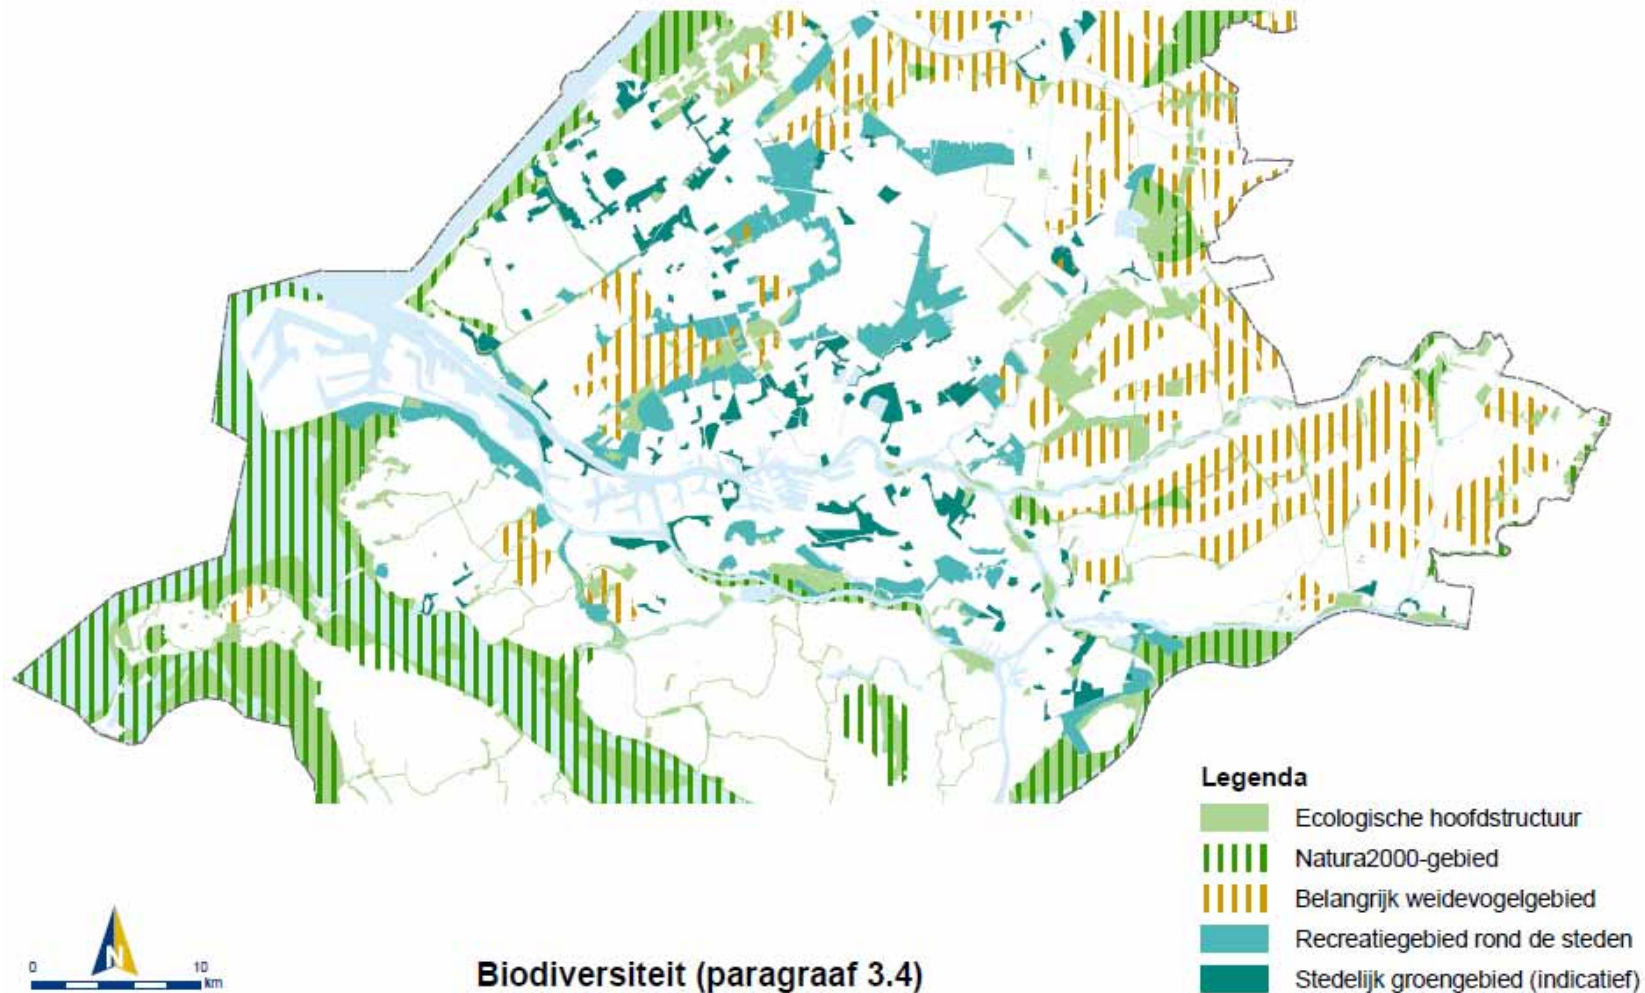 Legenda
Ecologische hoofdstructuur
Natura2000-gebied
Belangrijk weidevogelgebied
Recreatiegebied rond de steden
Stedelijk groengebied (indicatief)
N
0 10
km
Biodiversiteit (paragraaf 3.4)